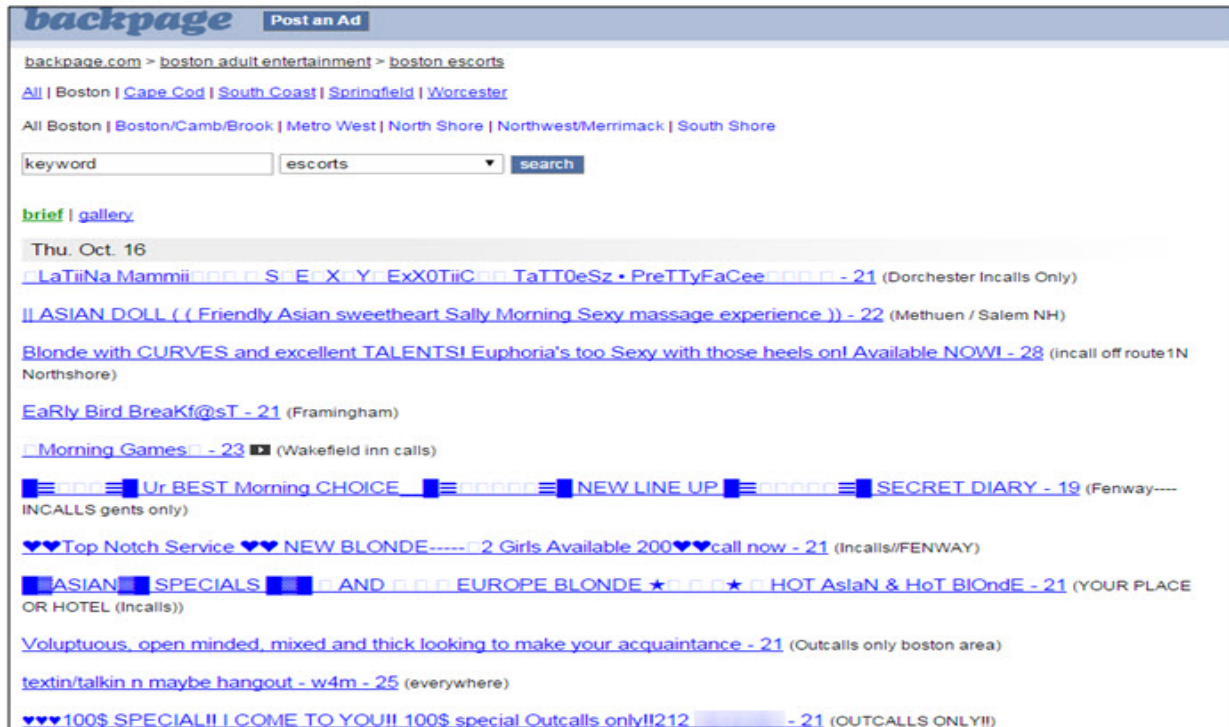 backpage Post an Ad
backpage.com > boston adult entertainment > boston escorts
All | Boston | Cape Cod | South Coast | Springfield | Worcester
All Boston | Boston/Camb/Brook | Metro West | North Shore | Northwest/Merrimack | South Shore
keyword escorts ▼ search
brief | gallery
Thu. Oct. 16
□LaTiiNa Mammii□□□ □ S□E□X□Y□ExX0TiiC□□ TaTT0eSz • PreTTyFaCee□□□ □ - 21 (Dorchester Incalls Only)
|| ASIAN DOLL ( ( Friendly Asian sweetheart Sally Morning Sexy massage experience )) - 22 (Methuen / Salem NH)
Blonde with CURVES and excellent TALENTS! Euphoria's too Sexy with those heels on! Available NOW! - 28 (incall off route1N
Northshore)
EaRly Bird BreaKf@sT - 21 (Framingham)
□Morning Games□ - 23 (Wakefield inn calls)
█≡□□□≡█ Ur BEST Morning CHOICE__█≡□□□□□≡█ NEW LINE UP █≡□□□□□≡█ SECRET DIARY - 19 (Fenway----
INCALLS gents only)
❤❤Top Notch Service ❤❤ NEW BLONDE-----□2 Girls Available 200❤❤call now - 21 (Incalls//FENWAY)
█▓ASIAN▓█ SPECIALS █▓█ □ AND □ □ □ EUROPE BLONDE ★□ □ □★ □ HOT AsIaN & HoT BlOndE - 21 (YOUR PLACE
OR HOTEL (Incalls))
Voluptuous, open minded, mixed and thick looking to make your acquaintance - 21 (Outcalls only boston area)
textin/talkin n maybe hangout - w4m - 25 (everywhere)
♥♥♥100$ SPECIAL!! I COME TO YOU!! 100$ special Outcalls only!!212 - 21 (OUTCALLS ONLY!!)